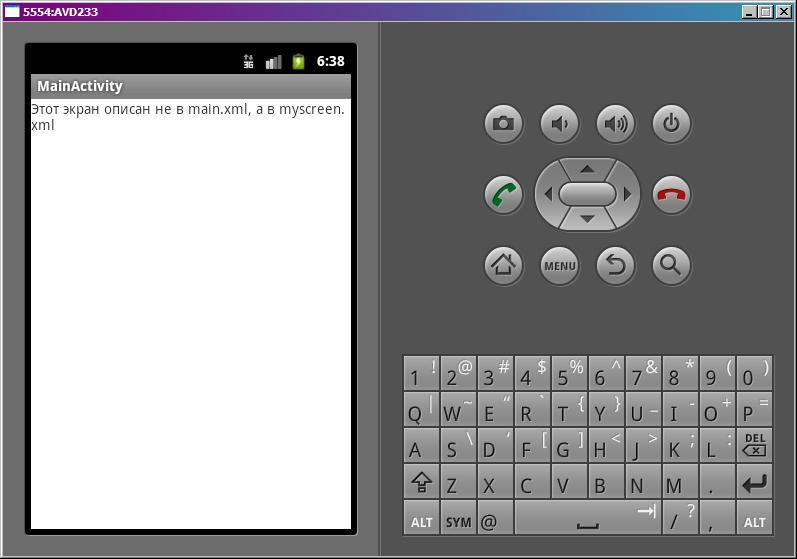 5554:AVD233
3G 6:38
MainActivity
Этот экран описан не в main.xml, а в myscreen.
xml
MENU
1 ! 2 @ 3 # 4 $ 5 % 6 ^ 7 & 8 * 9 ( 0 )
Q | W ~ E “ R ` T { Y } U _ I - O + P =
A S \ D ‘ F [ G ] H < J > K ; L : DEL
Z X C V B N M .
ALT SYM @ / ? , ALT